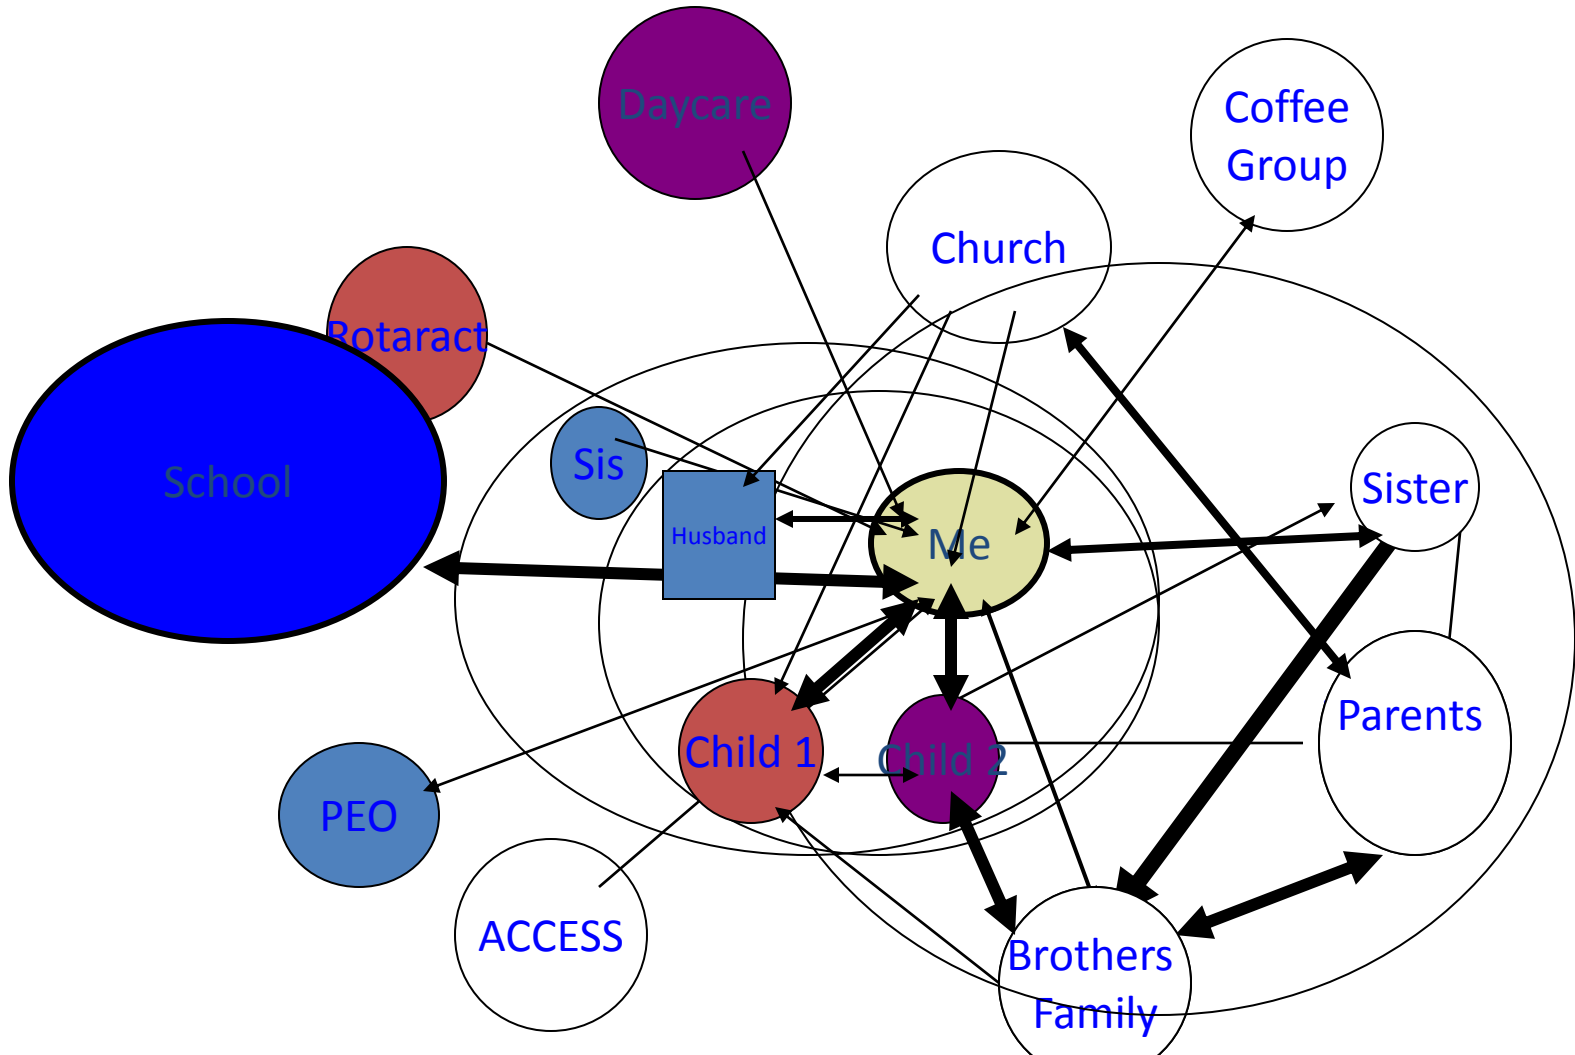 Daycare
Coffee
Group
Church
Rotaract
School
Sis
Sister
Husband
Me
Parents
Child 1
Child 2
PEO
ACCESS
Brothers
Family